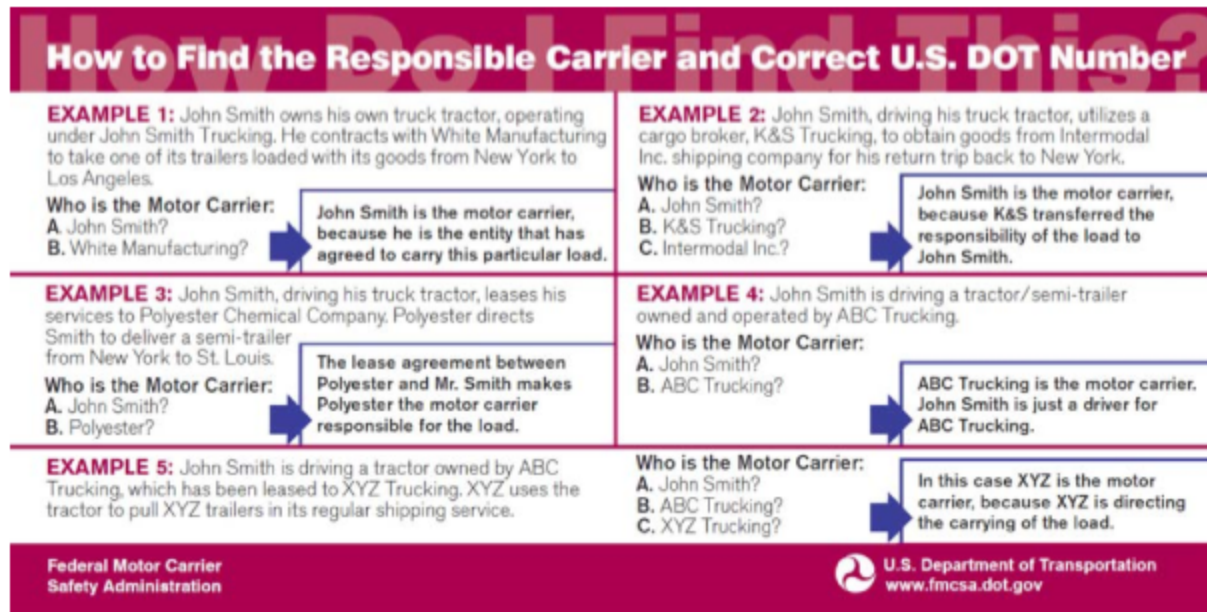 How Do I Find This?
How to Find the Responsible Carrier and Correct U.S. DOT Number
EXAMPLE 1: John Smith owns his own truck tractor, operating
under John Smith Trucking. He contracts with White Manufacturing
to take one of its trailers loaded with its goods from New York to
Los Angeles.
Who is the Motor Carrier:
A. John Smith?
B. White Manufacturing?
John Smith is the motor carrier,
because he is the entity that has
agreed to carry this particular load.
EXAMPLE 2: John Smith, driving his truck tractor, utilizes a
cargo broker, K&S Trucking, to obtain goods from Intermodal
Inc. shipping company for his return trip back to New York.
Who is the Motor Carrier:
A. John Smith?
B. K&S Trucking?
C. Intermodal Inc.?
John Smith is the motor carrier,
because K&S transferred the
responsibility of the load to
John Smith.
EXAMPLE 3: John Smith, driving his truck tractor, leases his
services to Polyester Chemical Company. Polyester directs
Smith to deliver a semi-trailer
from New York to St. Louis.
Who is the Motor Carrier:
A. John Smith?
B. Polyester?
The lease agreement between
Polyester and Mr. Smith makes
Polyester the motor carrier
responsible for the load.
EXAMPLE 4: John Smith is driving a tractor/semi-trailer
owned and operated by ABC Trucking.
Who is the Motor Carrier:
A. John Smith?
B. ABC Trucking?
ABC Trucking is the motor carrier.
John Smith is just a driver for
ABC Trucking.
EXAMPLE 5: John Smith is driving a tractor owned by ABC
Trucking, which has been leased to XYZ Trucking. XYZ uses the
tractor to pull XYZ trailers in its regular shipping service.
Who is the Motor Carrier:
A. John Smith?
B. ABC Trucking?
C. XYZ Trucking?
In this case XYZ is the motor
carrier, because XYZ is directing
the carrying of the load.
Federal Motor Carrier
Safety Administration
U.S. Department of Transportation
www.fmcsa.dot.gov